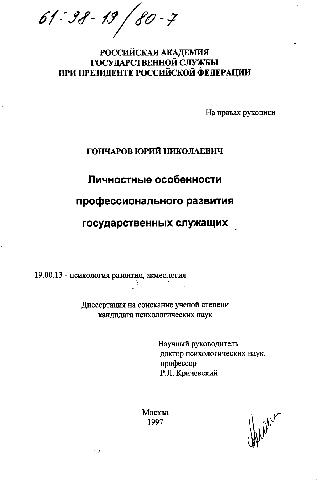 61:98-19/80-7
РОССИЙСКАЯ АКАДЕМИЯ
ГОСУДАРСТВЕННОЙ СЛУЖБЫ
ПРИ ПРЕЗИДЕНТЕ РОССИЙСКОЙ ФЕДЕРАЦИИ
На правах рукописи
ГОНЧАРОВ ЮРИЙ НИКОЛАЕВИЧ
Личностные особенности
профессионального развития
государственных служащих
19.00.13 - психология развития, акмеология
Диссертация на соискание ученой степени
кандидата психологических наук
Научный руководитель
доктор психологических наук,
профессор
Р.Л. Кричевский
Москва
1997